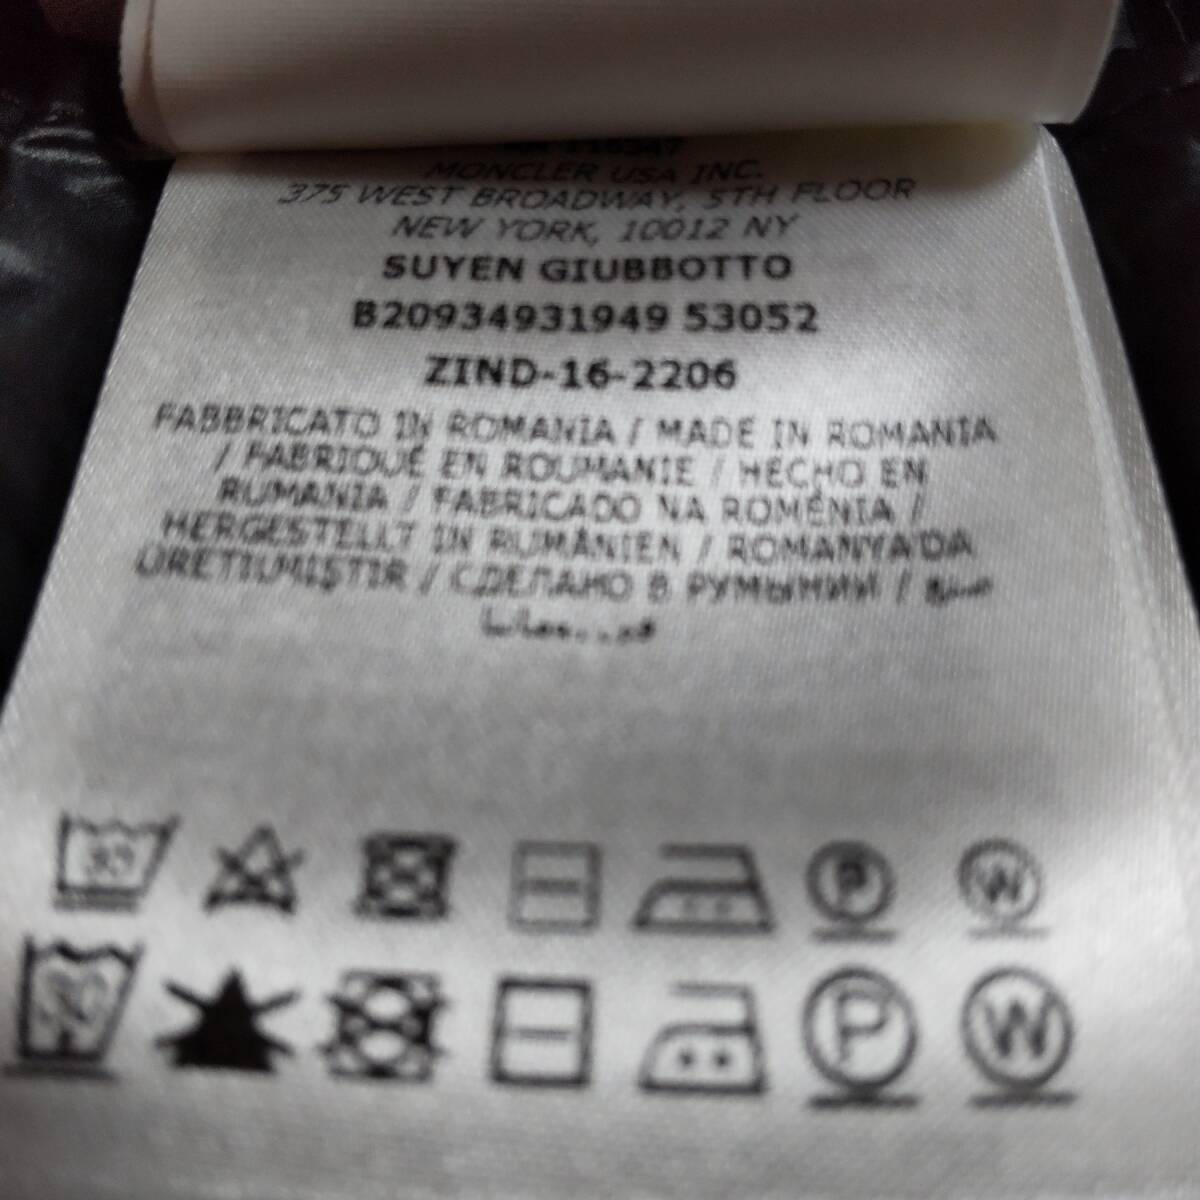 MONCLER USA INC.
375 WEST BROADWAY, 5TH FLOOR
NEW YORK, 10012 NY
SUYEN GIUBBOTTO
B20934931949 53052
ZIND-16-2206
FABBRICATO IN ROMANIA / MADE IN ROMANIA
/ FABRIQUÉ EN ROUMANIE / HECHO EN
RUMANIA / FABRICADO NA ROMÉNIA /
HERGESTELLT IN RUMÄNIEN / ROMANYA'DA
ÜRETILMIŞTIR / СДЕЛАНО В РУМЫНИИ /
30
P
W
30
P
W